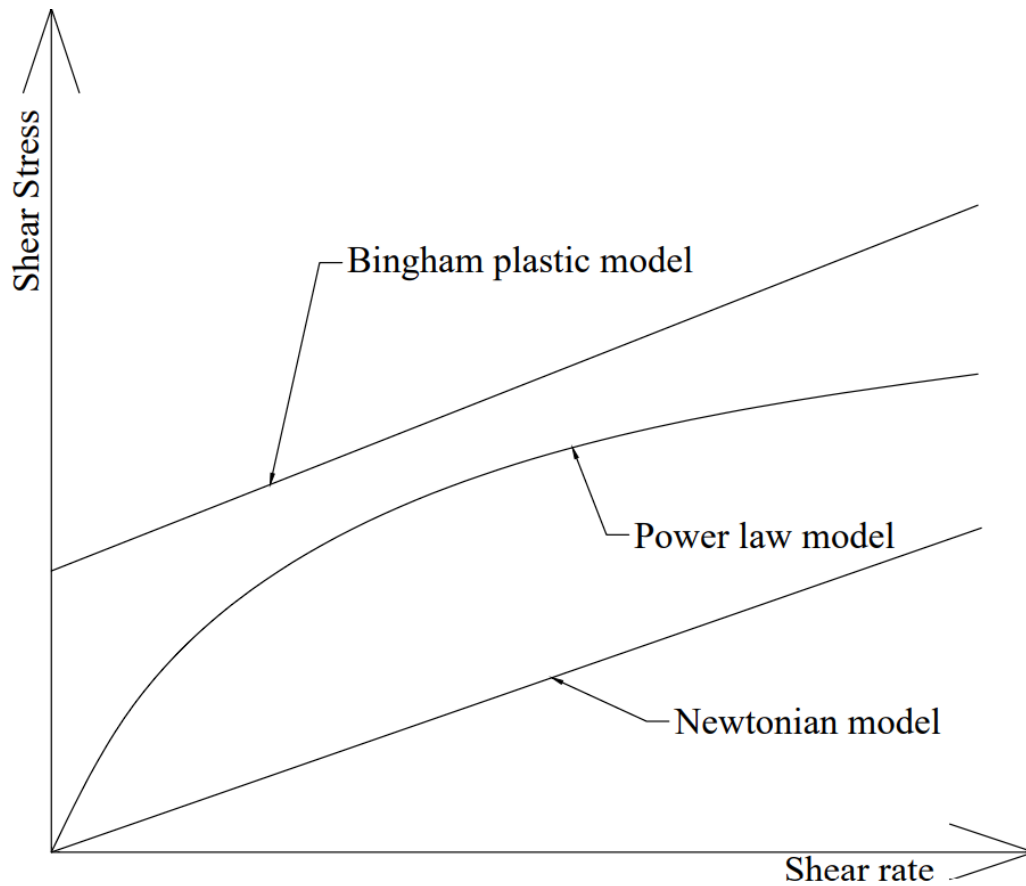 Shear Stress
Bingham plastic model
Power law model
Newtonian model
Shear rate